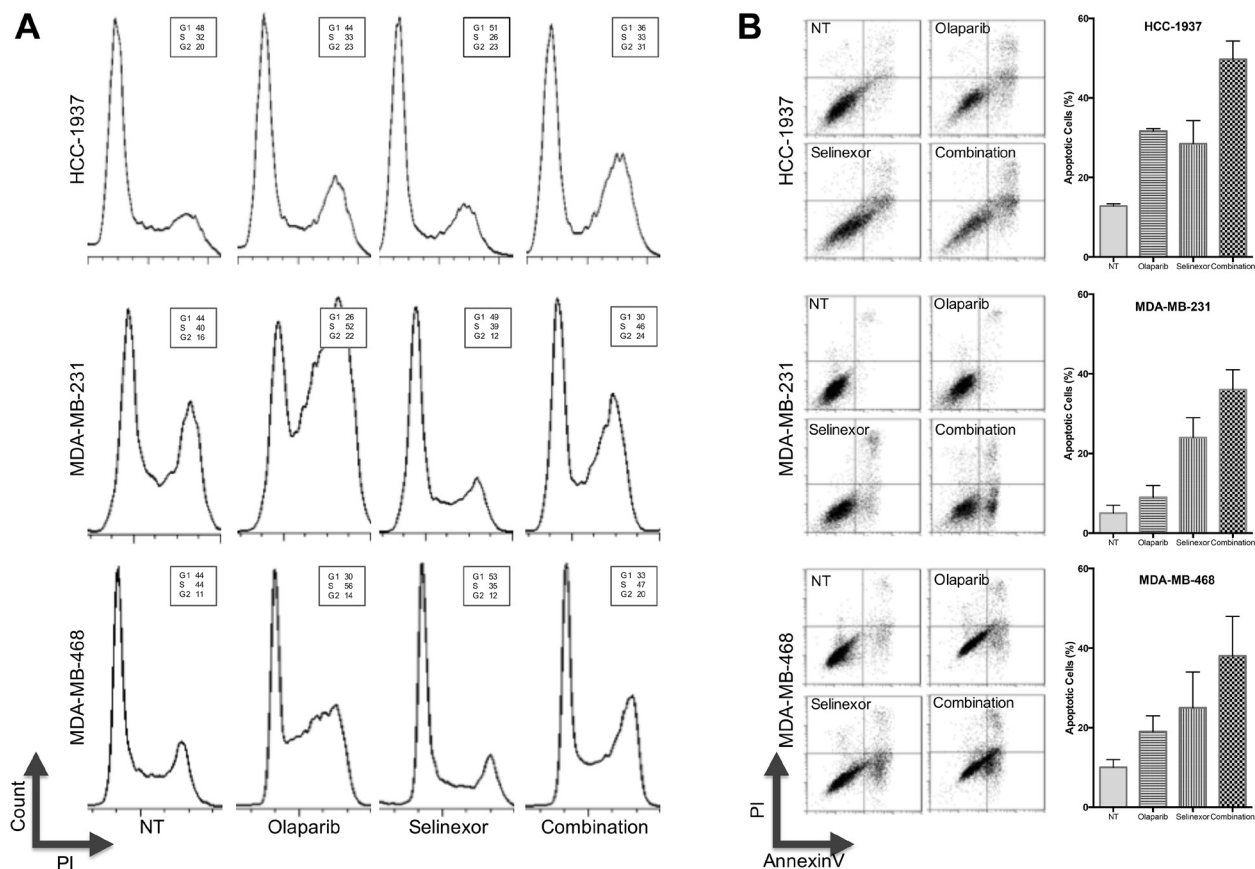 A
HCC-1937
G1 48
S 32
G2 20
G1 44
S 33
G2 23
G1 51
S 26
G2 23
G1 36
S 33
G2 31
MDA-MB-231
G1 44
S 40
G2 16
G1 26
S 52
G2 22
G1 49
S 39
G2 12
G1 30
S 46
G2 24
MDA-MB-468
G1 44
S 44
G2 11
G1 30
S 56
G2 14
G1 53
S 35
G2 12
G1 33
S 47
G2 20
Count
PI
NT
Olaparib
Selinexor
Combination
B
HCC-1937
NT
Olaparib
Selinexor
Combination
HCC-1937
Apoptotic Cells (%)
60
40
20
0
NT
Olaparib
Selinexor
Combination
MDA-MB-231
NT
Olaparib
Selinexor
Combination
MDA-MB-231
Apoptotic Cells (%)
60
40
20
0
NT
Olaparib
Selinexor
Combination
MDA-MB-468
NT
Olaparib
Selinexor
Combination
MDA-MB-468
Apoptotic Cells (%)
60
40
20
0
NT
Olaparib
Selinexor
Combination
PI
AnnexinV